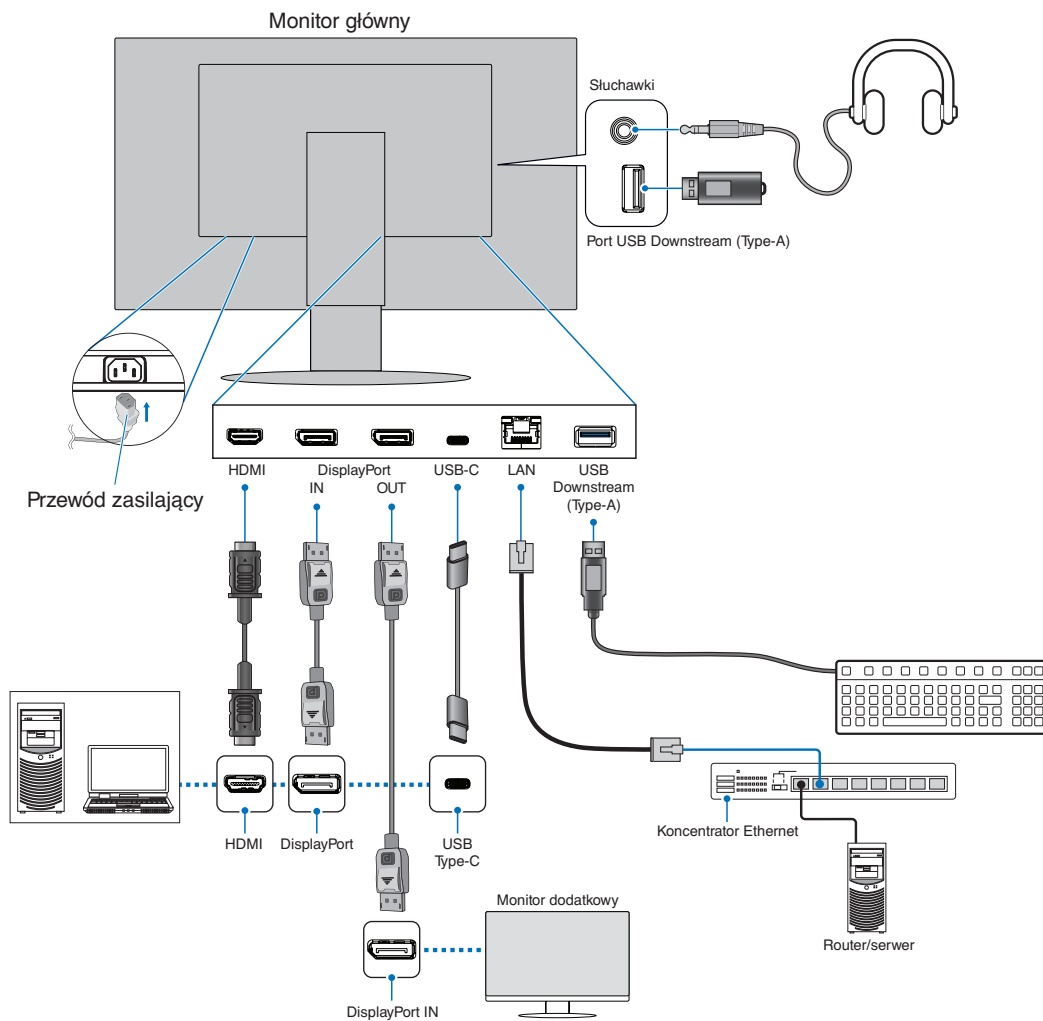 Monitor główny
Słuchawki
Port USB Downstream (Type-A)
Przewód zasilający
HDMI
DisplayPort
IN
OUT
USB-C
LAN
USB
Downstream
(Type-A)
HDMI
DisplayPort
USB
Type-C
Koncentrator Ethernet
Router/serwer
Monitor dodatkowy
DisplayPort IN